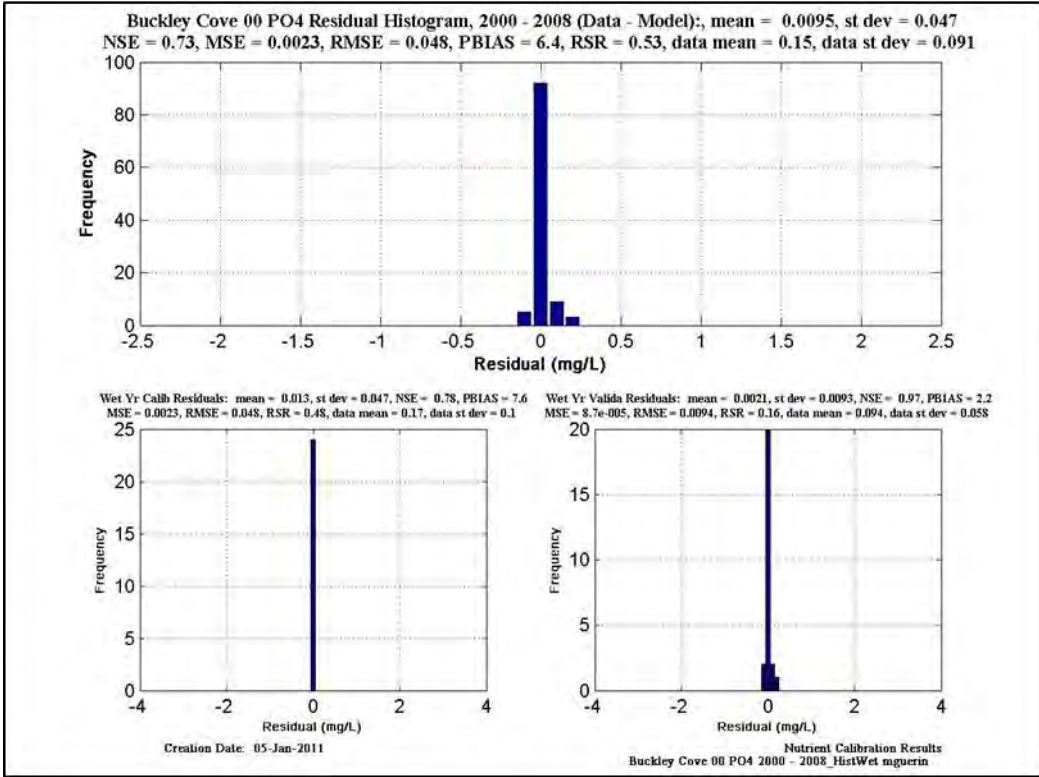 Buckley Cove 00 PO4 Residual Histogram, 2000 - 2008 (Data - Model):, mean = 0.0095, st dev = 0.047
NSE = 0.73, MSE = 0.0023, RMSE = 0.048, PBIAS = 6.4, RSR = 0.53, data mean = 0.15, data st dev = 0.091
100
80
60
40
20
0
Frequency
-2.5 -2 -1.5 -1 -0.5 0 0.5 1 1.5 2 2.5
Residual (mg/L)
Wet Yr Calib Residuals: mean = 0.013, st dev = 0.047, NSE = 0.78, PBIAS = 7.6
MSE = 0.0023, RMSE = 0.048, RSR = 0.48, data mean = 0.17, data st dev = 0.1
25
20
15
10
5
0
Frequency
-4 -2 0 2 4
Residual (mg/L)
Creation Date: 05-Jan-2011
Wet Yr Valida Residuals: mean = 0.0021, st dev = 0.0093, NSE = 0.97, PBIAS = 2.2
MSE = 8.7e-005, RMSE = 0.0094, RSR = 0.16, data mean = 0.094, data st dev = 0.058
20
15
10
5
0
Frequency
-4 -2 0 2 4
Residual (mg/L)
Nutrient Calibration Results
Buckley Cove 00 PO4 2000 - 2008_HistWet mguerin